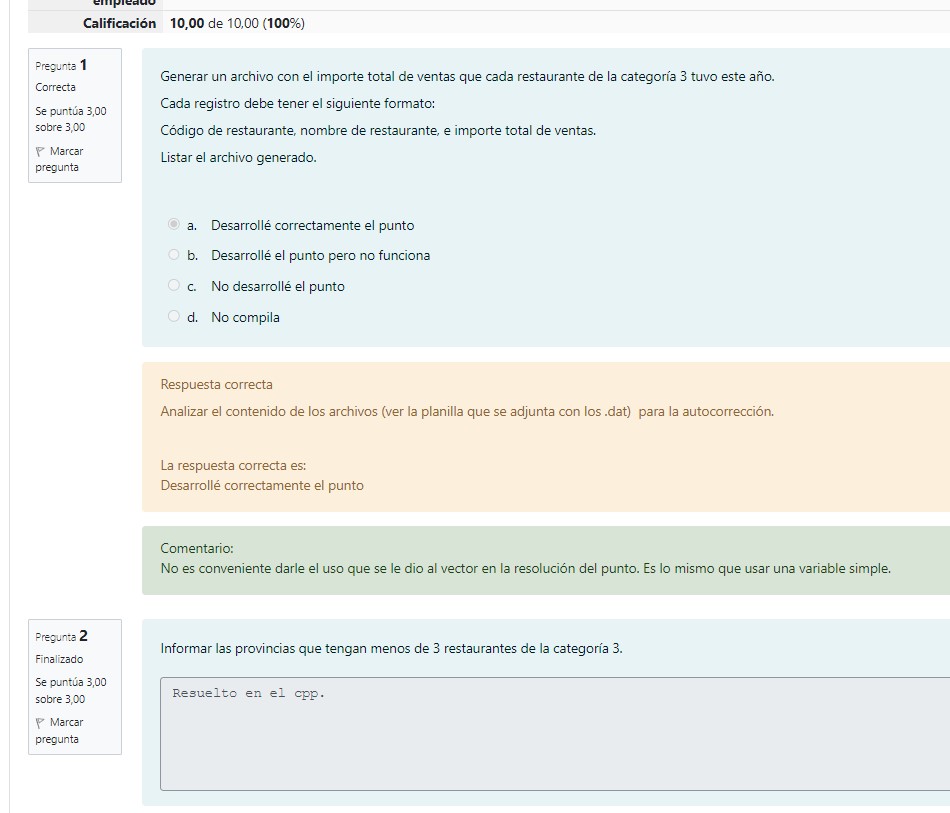 empleado
Calificación 10,00 de 10,00 (100%)
Pregunta 1
Correcta
Se puntúa 3,00
sobre 3,00
Marcar
pregunta
Generar un archivo con el importe total de ventas que cada restaurante de la categoría 3 tuvo este año.
Cada registro debe tener el siguiente formato:
Código de restaurante, nombre de restaurante, e importe total de ventas.
Listar el archivo generado.
a. Desarrollé correctamente el punto
b. Desarrollé el punto pero no funciona
c. No desarrollé el punto
d. No compila
Respuesta correcta
Analizar el contenido de los archivos (ver la planilla que se adjunta con los .dat) para la autocorrección.
La respuesta correcta es:
Desarrollé correctamente el punto
Comentario:
No es conveniente darle el uso que se le dio al vector en la resolución del punto. Es lo mismo que usar una variable simple.
Pregunta 2
Finalizado
Se puntúa 3,00
sobre 3,00
Marcar
pregunta
Informar las provincias que tengan menos de 3 restaurantes de la categoría 3.
Resuelto en el cpp.